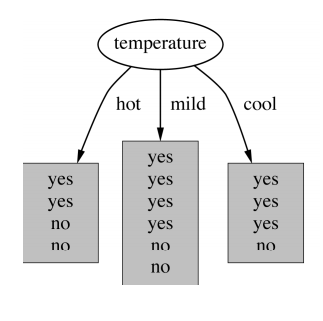 temperature
hot
mild
cool
yes
yes
no
no
yes
yes
yes
yes
no
no
yes
yes
yes
no